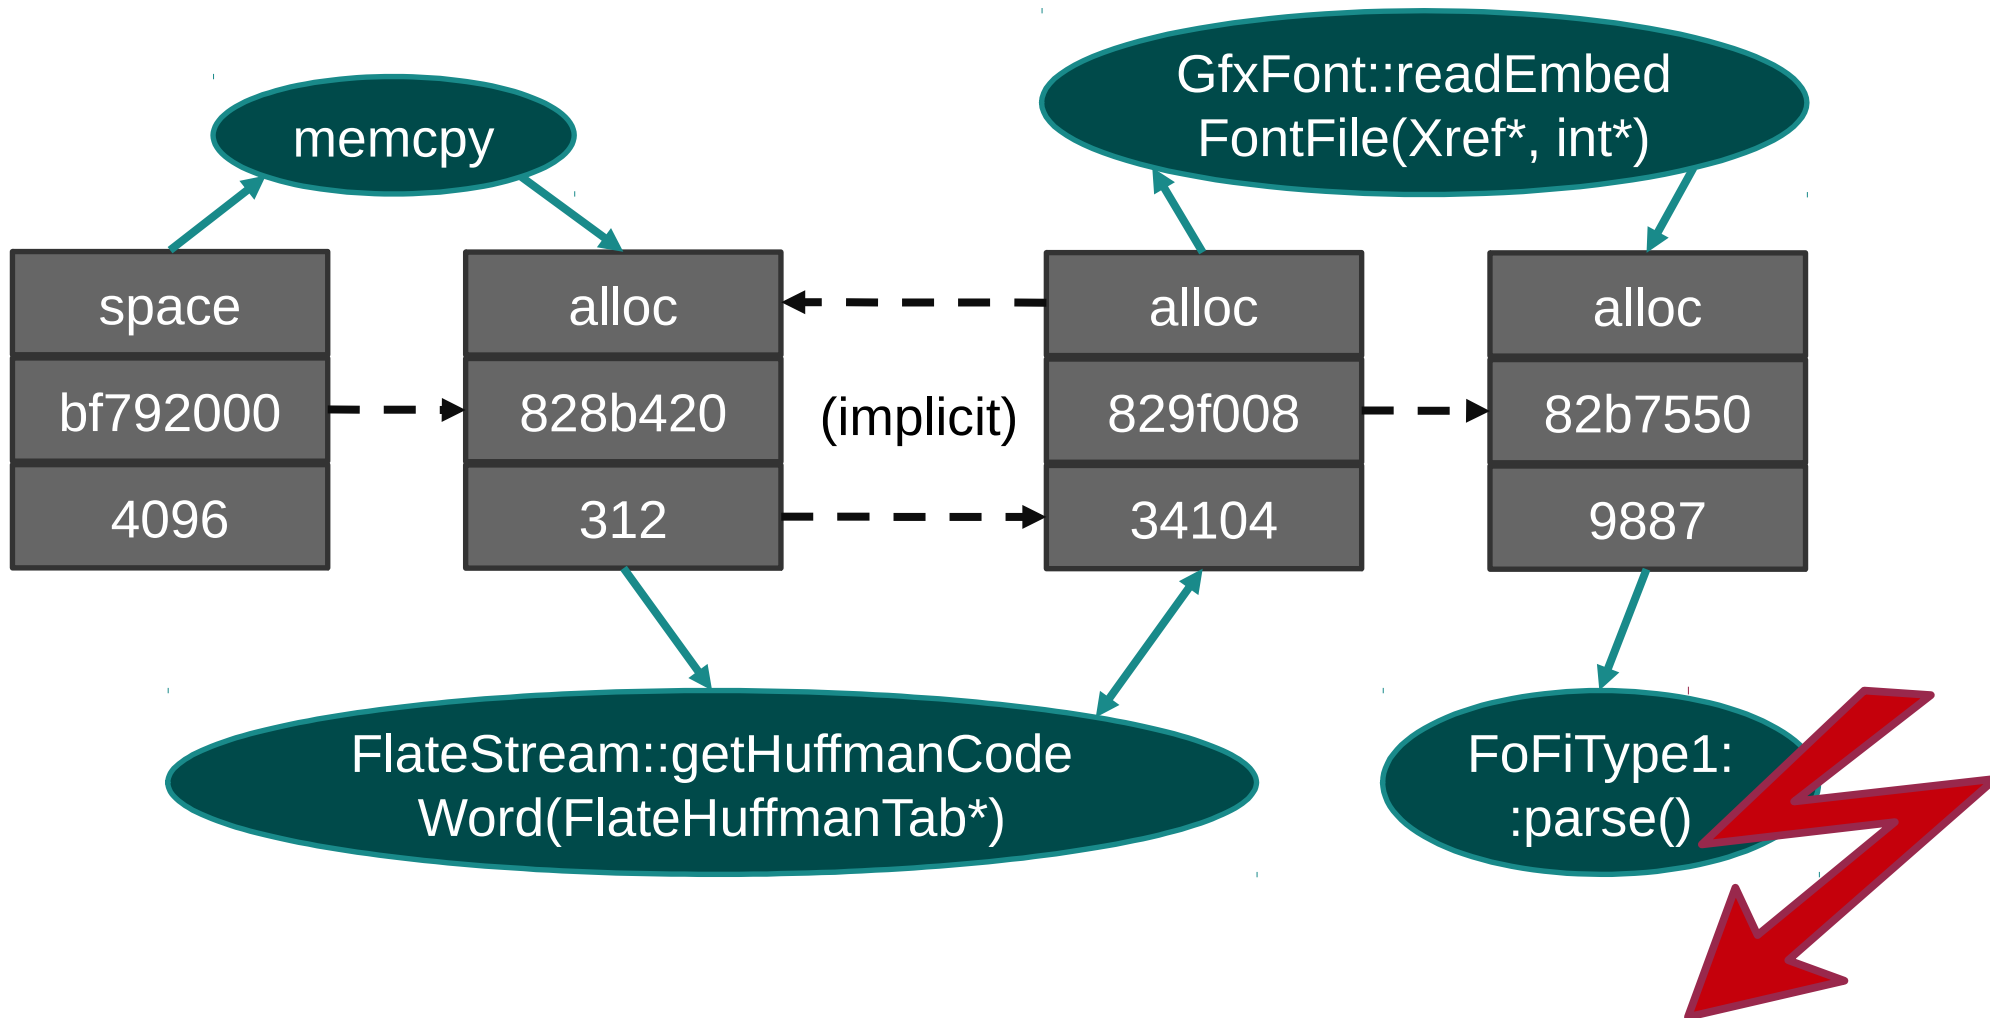 GfxFont::readEmbed
FontFile(Xref*, int*)
memcpy
space
bf792000
4096
alloc
828b420
312
(implicit)
alloc
829f008
34104
alloc
82b7550
9887
FlateStream::getHuffmanCode
Word(FlateHuffmanTab*)
FoFiType1:
:parse()